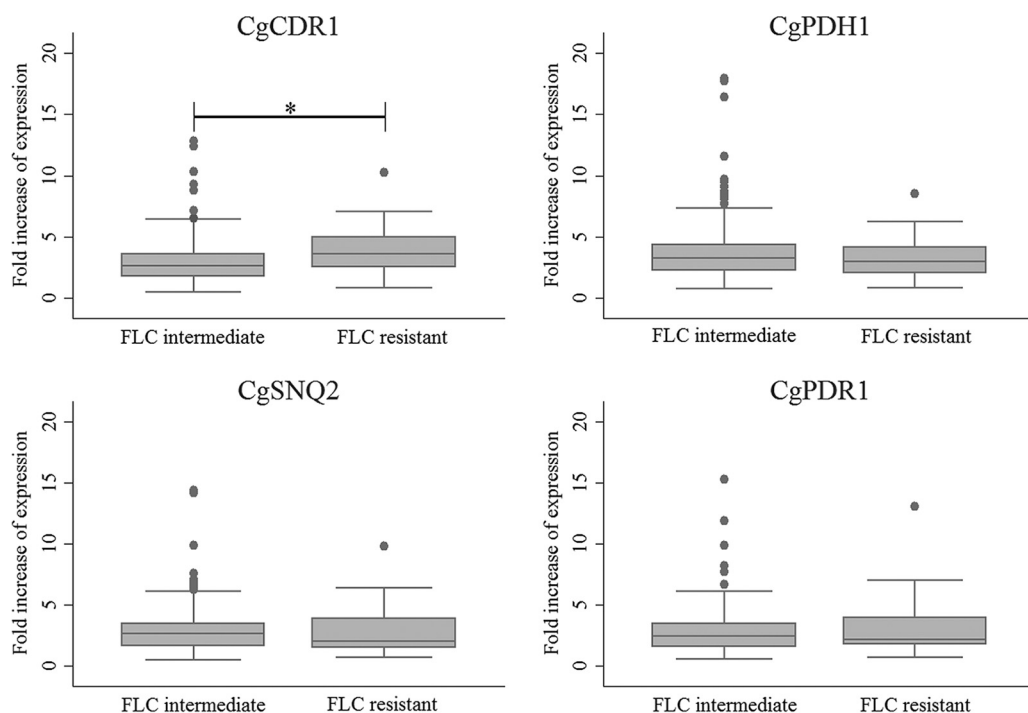 CgCDR1
Fold increase of expression
20
15
10
5
0
*
FLC intermediate
FLC resistant
CgPDH1
Fold increase of expression
20
15
10
5
0
FLC intermediate
FLC resistant
CgSNQ2
Fold increase of expression
20
15
10
5
0
FLC intermediate
FLC resistant
CgPDR1
Fold increase of expression
20
15
10
5
0
FLC intermediate
FLC resistant